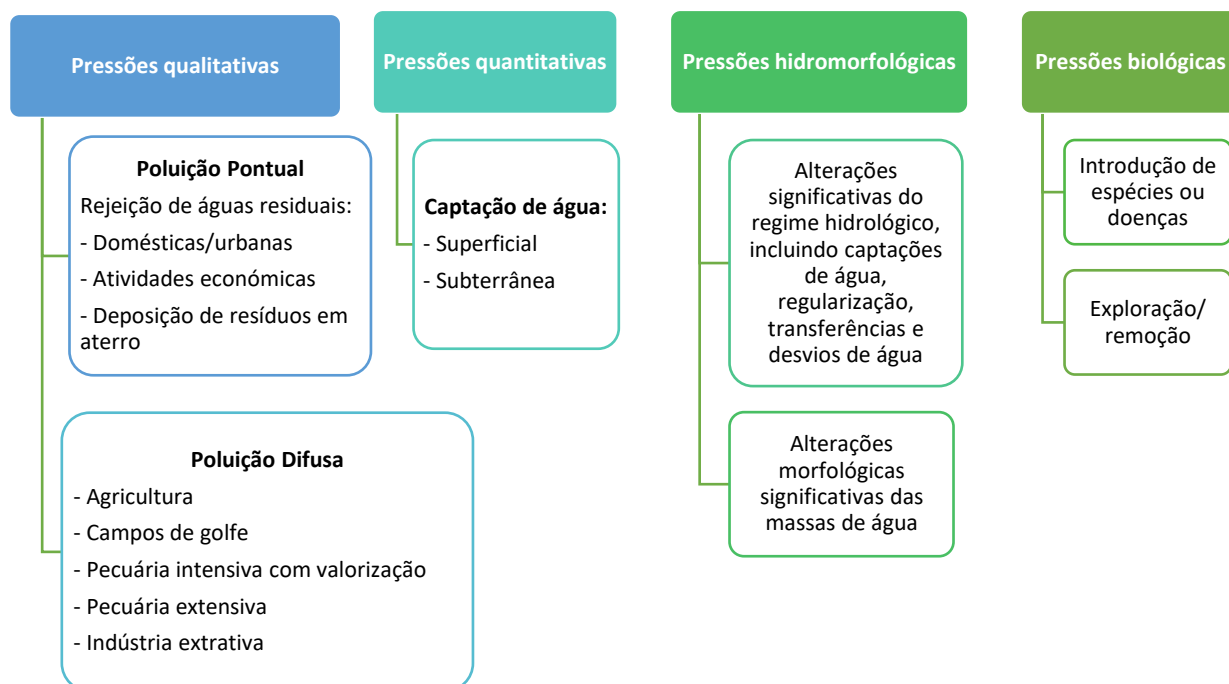 Pressões qualitativas
Poluição Pontual
Rejeição de águas residuais:
- Domésticas/urbanas
- Atividades económicas
- Deposição de resíduos em
aterro
Poluição Difusa
- Agricultura
- Campos de golfe
- Pecuária intensiva com valorização
- Pecuária extensiva
- Indústria extrativa
Pressões quantitativas
Captação de água:
- Superficial
- Subterrânea
Pressões hidromorfológicas
Alterações
significativas do
regime hidrológico,
incluindo captações
de água,
regularização,
transferências e
desvios de água
Alterações
morfológicas
significativas das
massas de água
Pressões biológicas
Introdução de
espécies ou
doenças
Exploração/
remoção